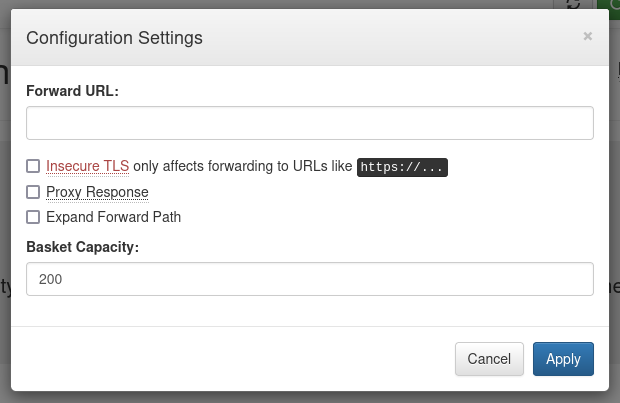 Configuration Settings ×
Forward URL:
Insecure TLS only affects forwarding to URLs like https://...
Proxy Response
Expand Forward Path
Basket Capacity:
200
Cancel Apply